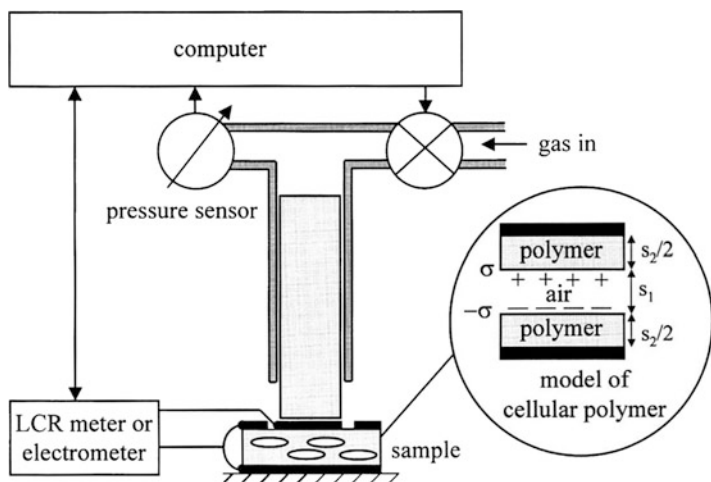 computer
gas in
pressure sensor
polymer
s₂/2
σ
+ + + +
air
s₁
−σ
polymer
s₂/2
model of
cellular polymer
LCR meter or
electrometer
sample